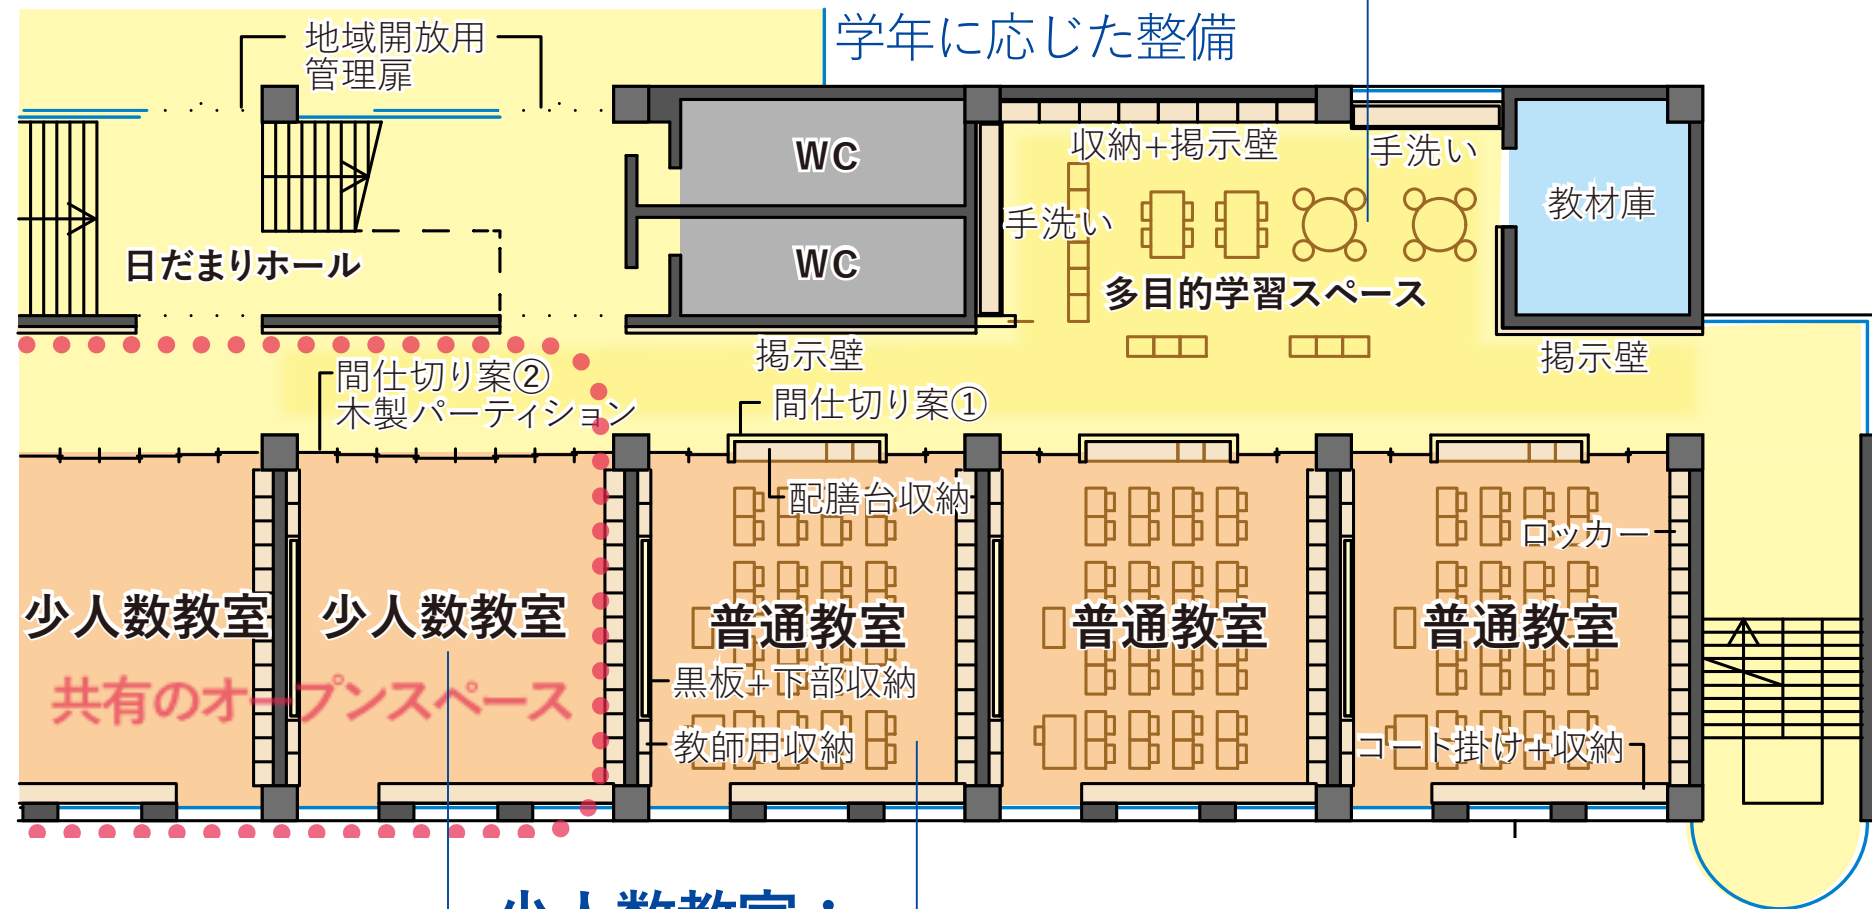 学年に応じた整備
地域開放用
管理扉
WC
収納+掲示壁
手洗い
教材庫
手洗い
日だまりホール
WC
多目的学習スペース
掲示壁
掲示壁
間仕切り案②
木製パーティション
間仕切り案①
配膳台収納
ロッカー
少人数教室
少人数教室
普通教室
普通教室
普通教室
共有のオープンスペース
黒板+下部収納
教師用収納
コート掛け+収納
少人数教室：